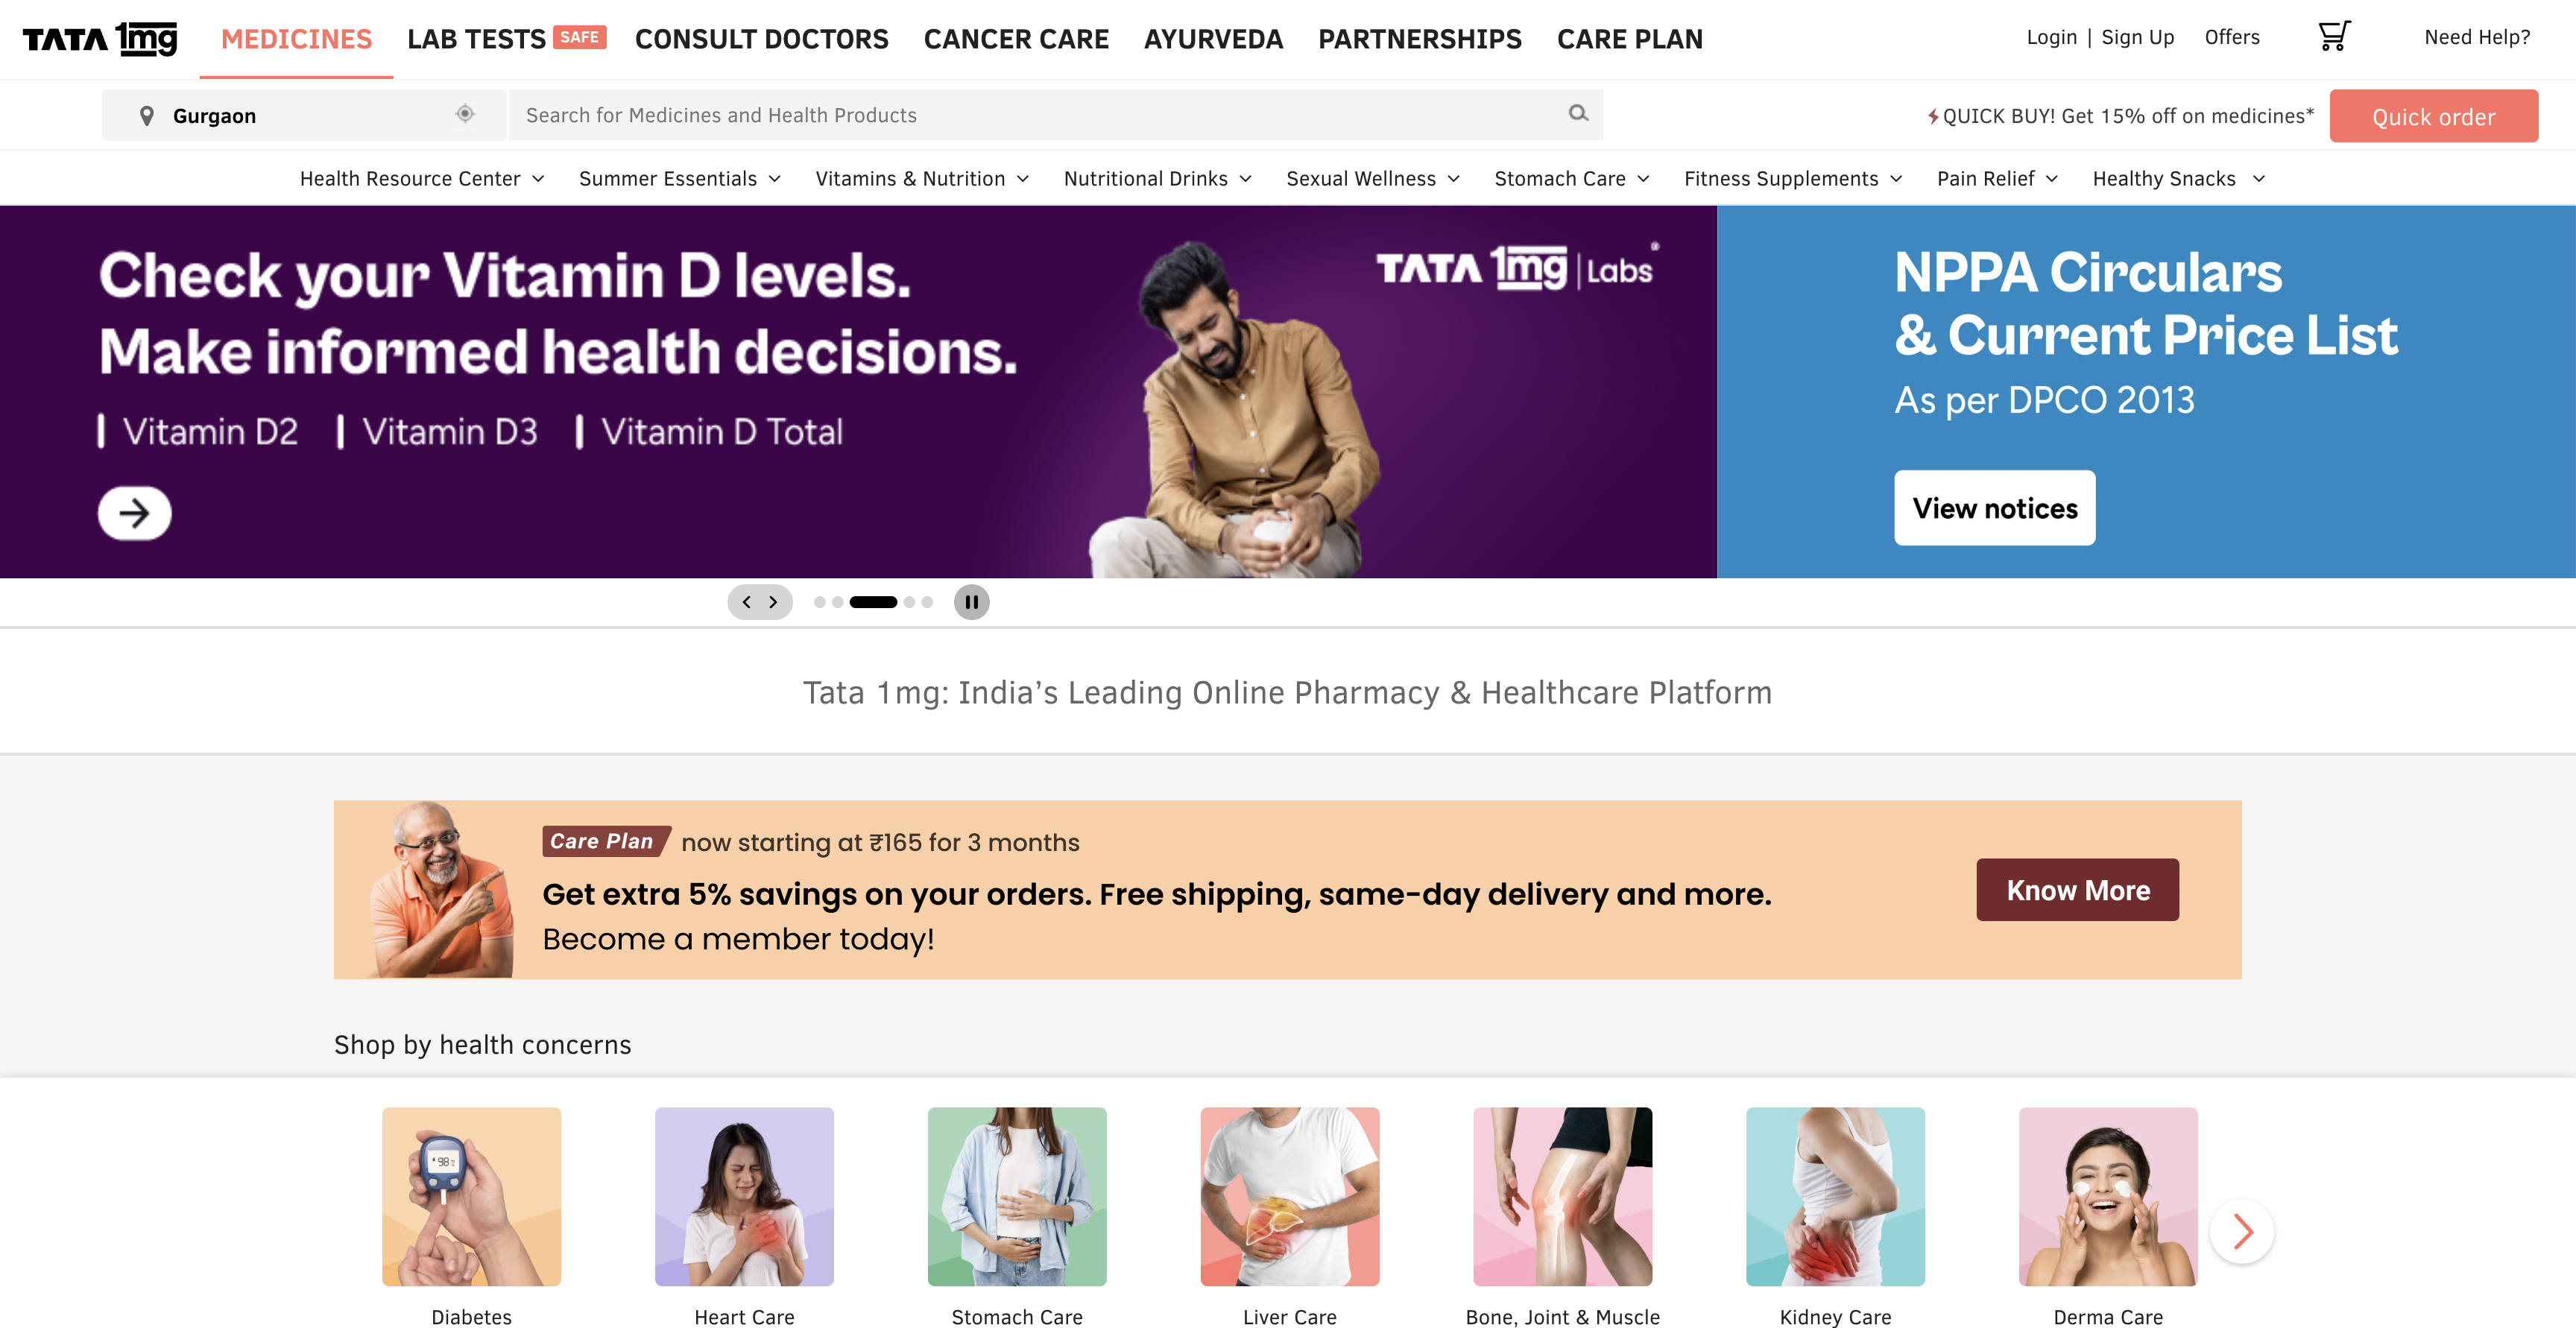 TATA 1mg
MEDICINES LAB TESTS SAFE CONSULT DOCTORS CANCER CARE AYURVEDA PARTNERSHIPS CARE PLAN
Login | Sign Up Offers Need Help?
Gurgaon
Search for Medicines and Health Products
QUICK BUY! Get 15% off on medicines*
Quick order
Health Resource Center Summer Essentials Vitamins & Nutrition Nutritional Drinks Sexual Wellness Stomach Care Fitness Supplements Pain Relief Healthy Snacks
Check your Vitamin D levels.
Make informed health decisions.
| Vitamin D2 | Vitamin D3 | Vitamin D Total
TATA 1mg | Labs
NPPA Circulars
& Current Price List
As per DPCO 2013
View notices
Tata 1mg: India’s Leading Online Pharmacy & Healthcare Platform
Care Plan now starting at ₹165 for 3 months
Get extra 5% savings on your orders. Free shipping, same-day delivery and more.
Become a member today!
Know More
Shop by health concerns
98
Diabetes
Heart Care
Stomach Care
Liver Care
Bone, Joint & Muscle
Kidney Care
Derma Care